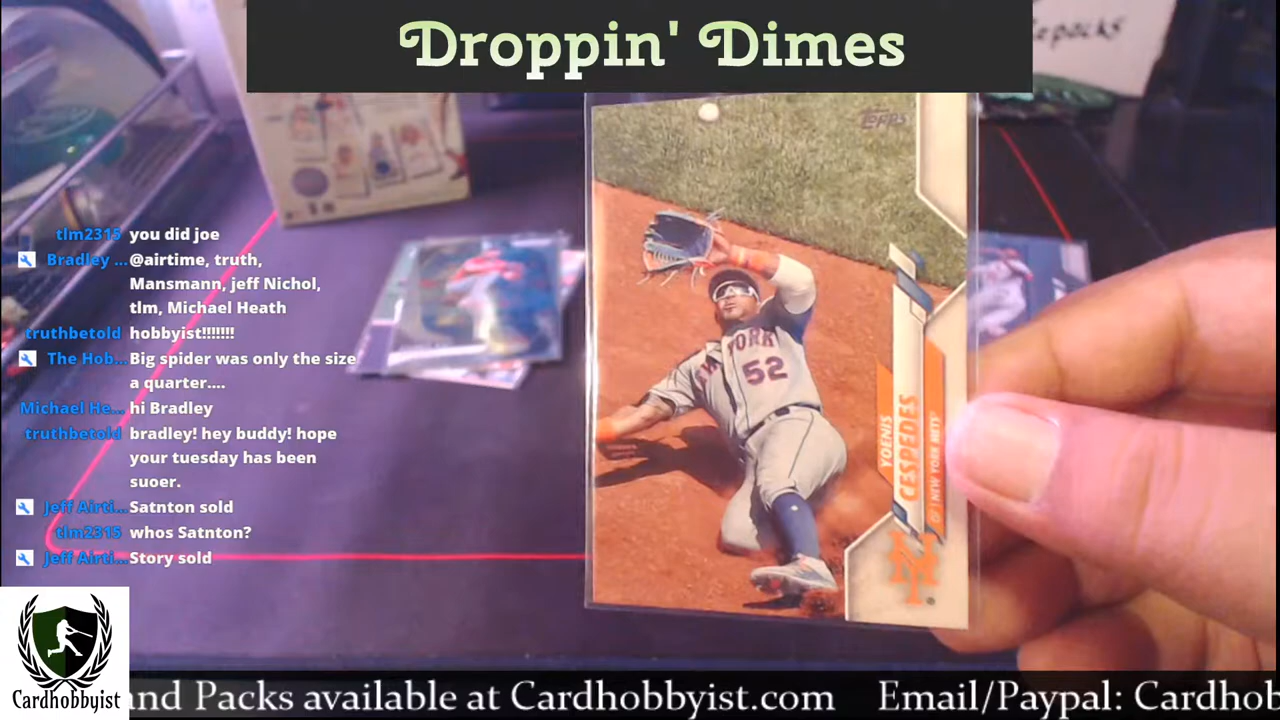 Droppin' Dimes
e packs
Topps
YORK
52
YOENIS
CESPEDES
NEW YORK METS
tlm2315 you did joe
Bradley ... @airtime, truth,
Mansmann, jeff Nichol,
tlm, Michael Heath
truthbetold hobbyist!!!!!!!
The Hob... Big spider was only the size
a quarter....
Michael He... hi Bradley
truthbetold bradley! hey buddy! hope
your tuesday has been
suoer.
Jeff Airti... Satnton sold
tlm2315 whos Satnton?
Jeff Airti... Story sold
Cardhobbyist
and Packs available at Cardhobbyist.com Email/Paypal: Cardhob